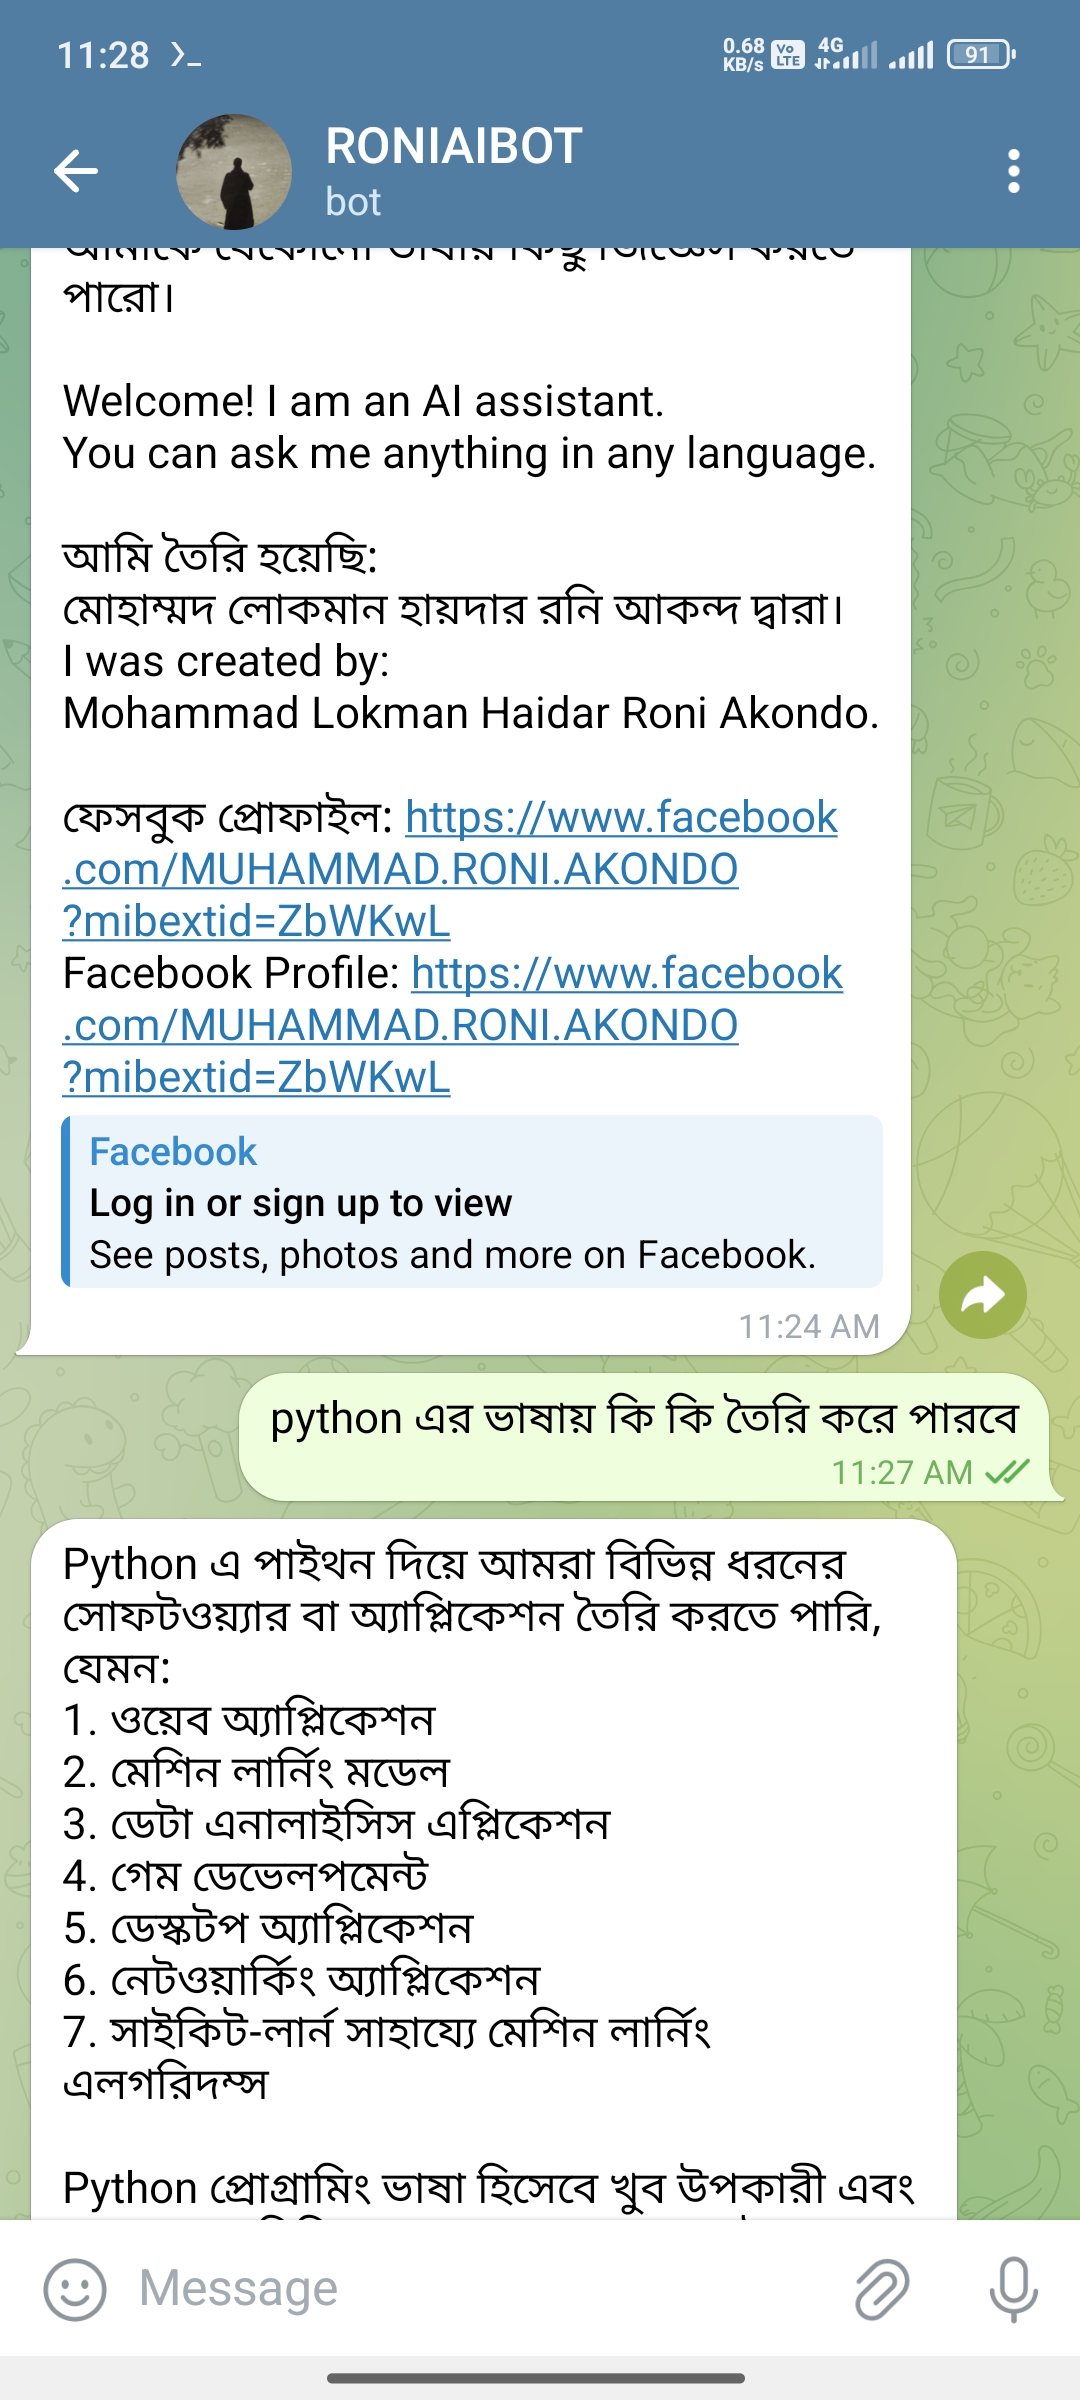 11:28
0.68
KB/s
Vo
LTE
4G
91
RONIAIBOT
bot
আমাকে যেকোনো ভাষায় কিছু জিজ্ঞেস করতে
পারো।
Welcome! I am an AI assistant.
You can ask me anything in any language.
আমি তৈরি হয়েছি:
মোহাম্মদ লোকমান হায়দার রনি আকন্দ দ্বারা।
I was created by:
Mohammad Lokman Haidar Roni Akondo.
ফেসবুক প্রোফাইল: https://www.facebook
.com/MUHAMMAD.RONI.AKONDO
?mibextid=ZbWKwL
Facebook Profile: https://www.facebook
.com/MUHAMMAD.RONI.AKONDO
?mibextid=ZbWKwL
Facebook
Log in or sign up to view
See posts, photos and more on Facebook.
11:24 AM
python এর ভাষায় কি কি তৈরি করে পারবে
11:27 AM
Python এ পাইথন দিয়ে আমরা বিভিন্ন ধরনের
সোফটওয়্যার বা অ্যাপ্লিকেশন তৈরি করতে পারি,
যেমন:
1. ওয়েব অ্যাপ্লিকেশন
2. মেশিন লার্নিং মডেল
3. ডেটা এনালাইসিস এপ্লিকেশন
4. গেম ডেভেলপমেন্ট
5. ডেস্কটপ অ্যাপ্লিকেশন
6. নেটওয়ার্কিং অ্যাপ্লিকেশন
7. সাইকিট-লার্ন সাহায্যে মেশিন লার্নিং
এলগরিদম্স
Python প্রোগ্রামিং ভাষা হিসেবে খুব উপকারী এবং
Message